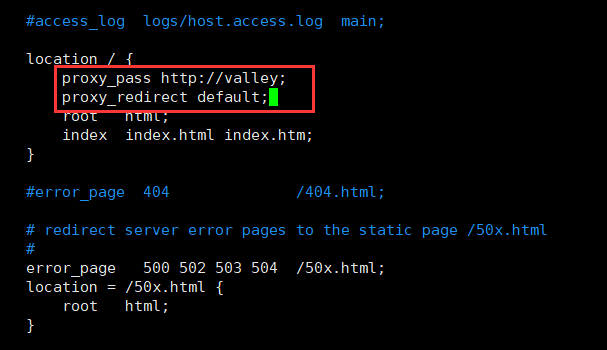 #access_log  logs/host.access.log  main;
location / {
proxy_pass http://valley;
proxy_redirect default;
root   html;
index  index.html index.htm;
}
#error_page  404              /404.html;
# redirect server error pages to the static page /50x.html
#
error_page   500 502 503 504  /50x.html;
location = /50x.html {
root   html;
}